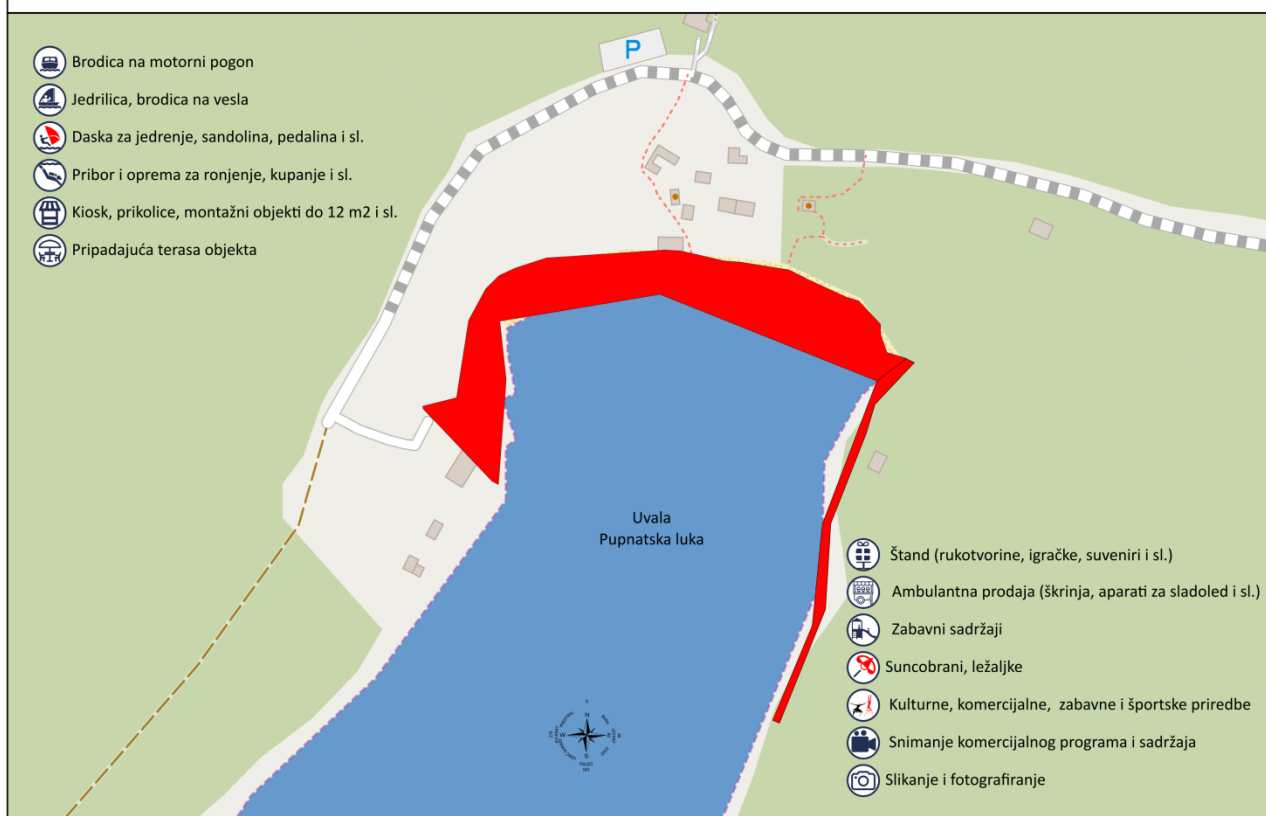 P
Brodica na motorni pogon
Jedrilica, brodica na vesla
Daska za jedrenje, sandolina, pedalina i sl.
Pribor i oprema za ronjenje, kupanje i sl.
Kiosk, prikolice, montažni objekti do 12 m2 i sl.
Pripadajuća terasa objekta
Uvala
Pupnatska luka
Štand (rukotvorine, igračke, suveniri i sl.)
Ambulantna prodaja (škrinja, aparati za sladoled i sl.)
Zabavni sadržaji
Suncobrani, ležaljke
Kulturne, komercijalne, zabavne i športske priredbe
Snimanje komercijalnog programa i sadržaja
Slikanje i fotografiranje
N
W
S